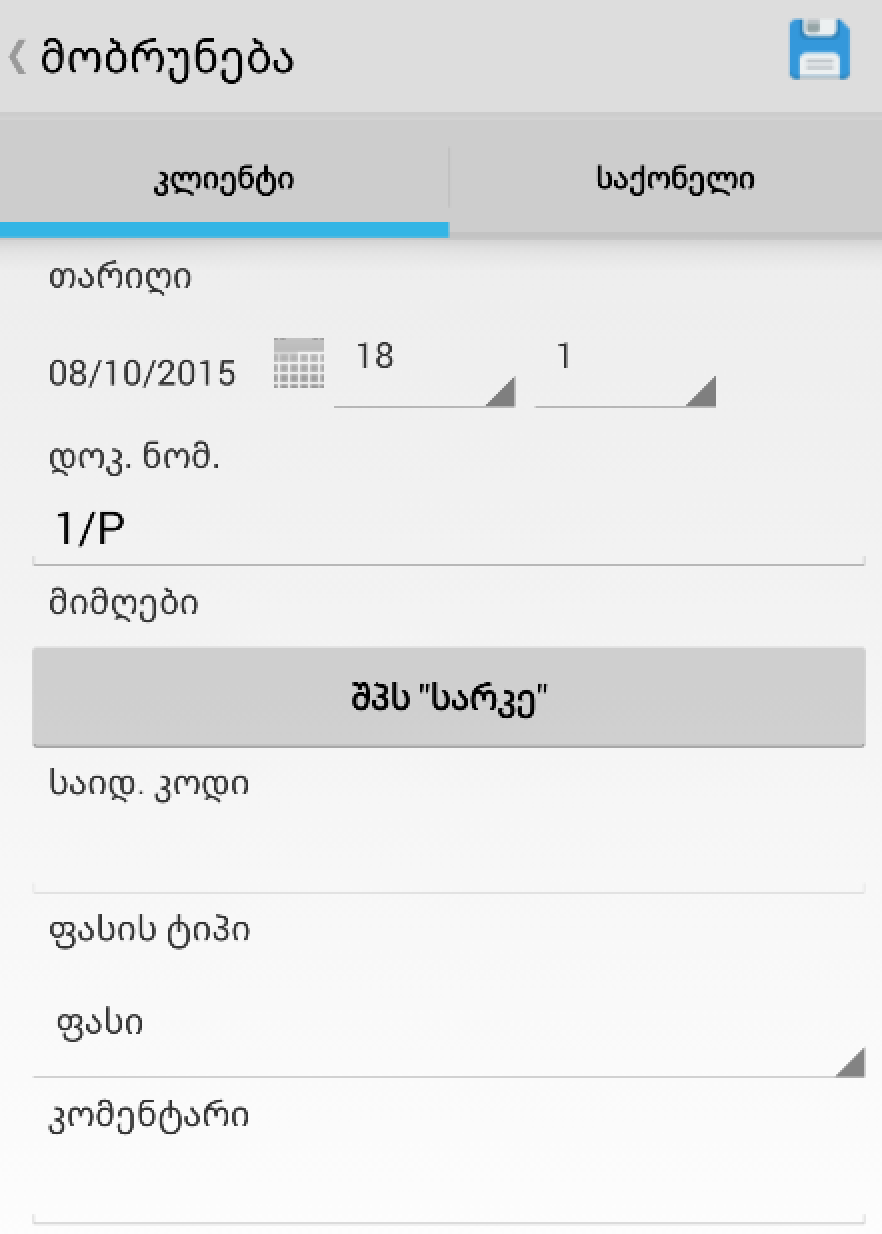 მობრუნება
კლიენტი საქონელი
თარიღი
08/10/2015 18 1
დოკ. ნომ.
1/P
მიმღები
შპს "სარკე"
საიდ. კოდი
ფასის ტიპი
ფასი
კომენტარი